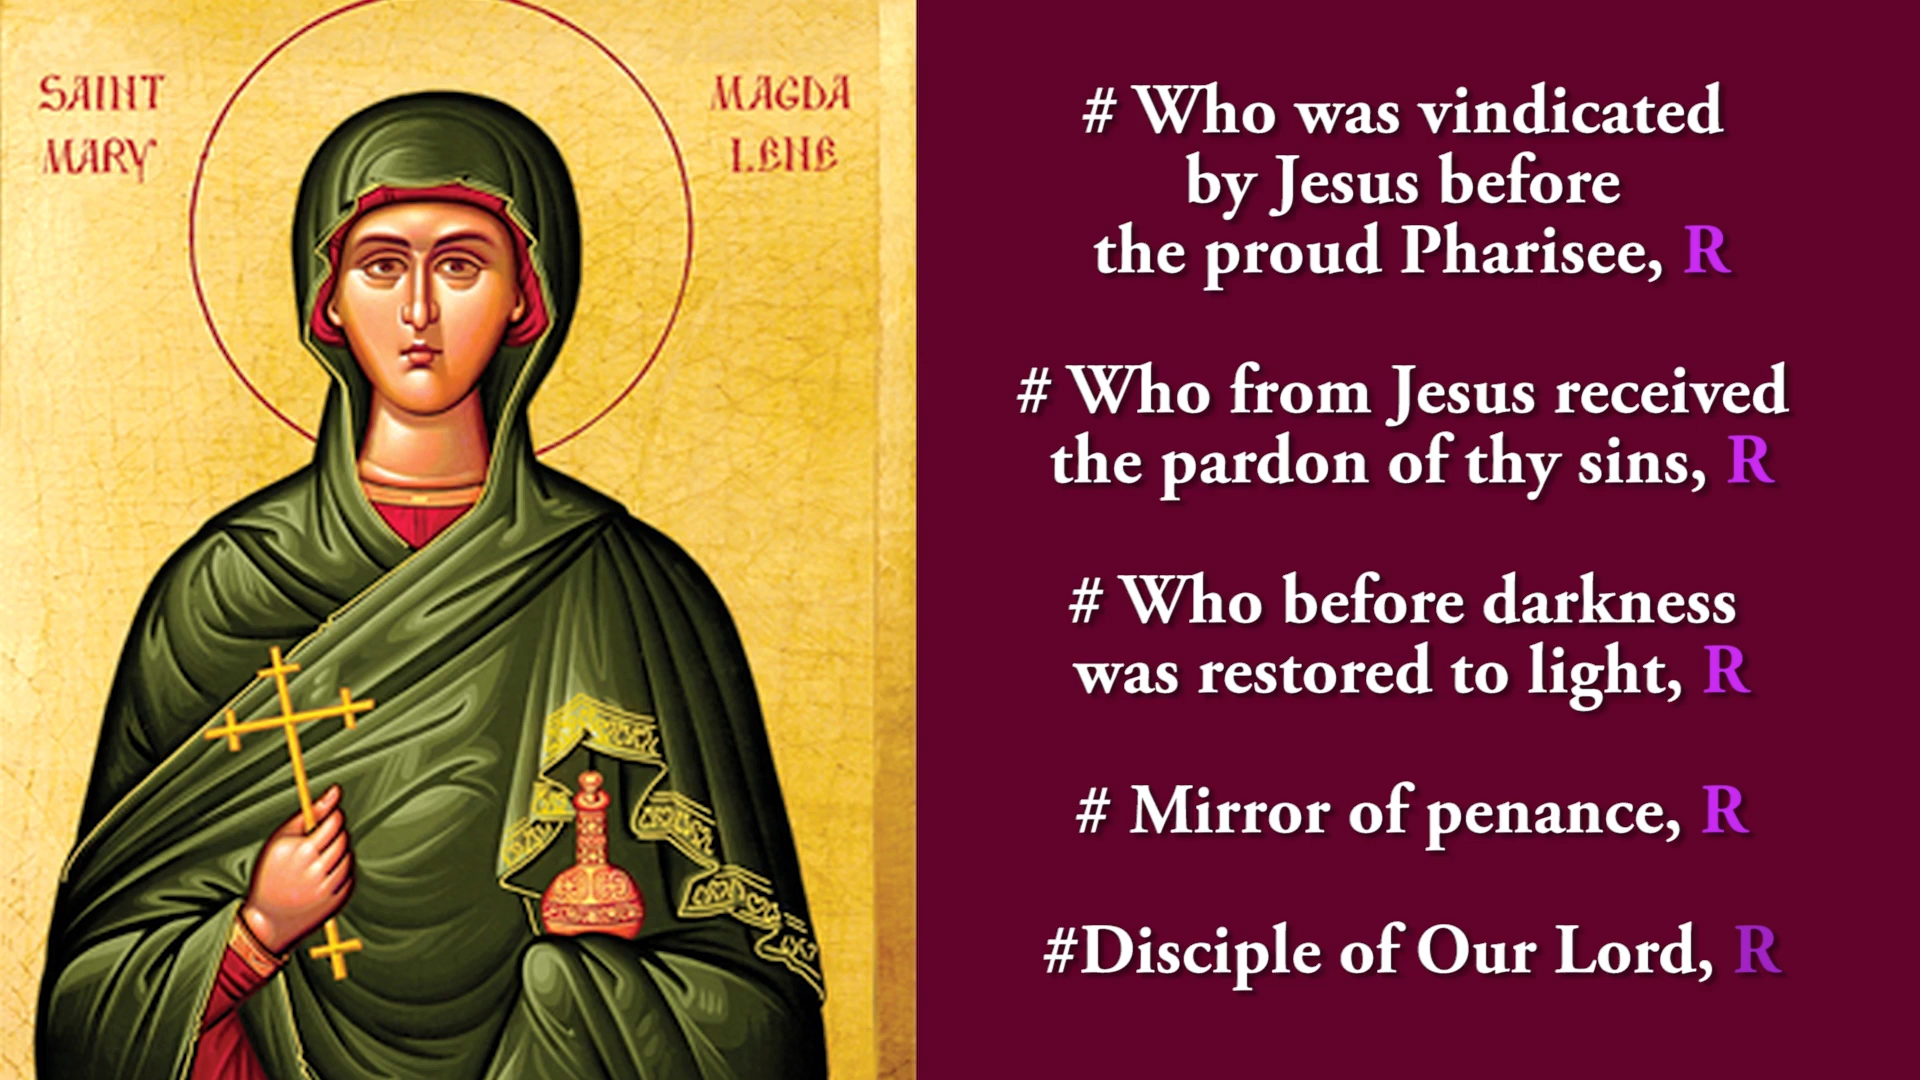 SAINT
MARY
MAGDA
LENE
# Who was vindicated
by Jesus before
the proud Pharisee, R
# Who from Jesus received
the pardon of thy sins, R
# Who before darkness
was restored to light, R
# Mirror of penance, R
#Disciple of Our Lord, R